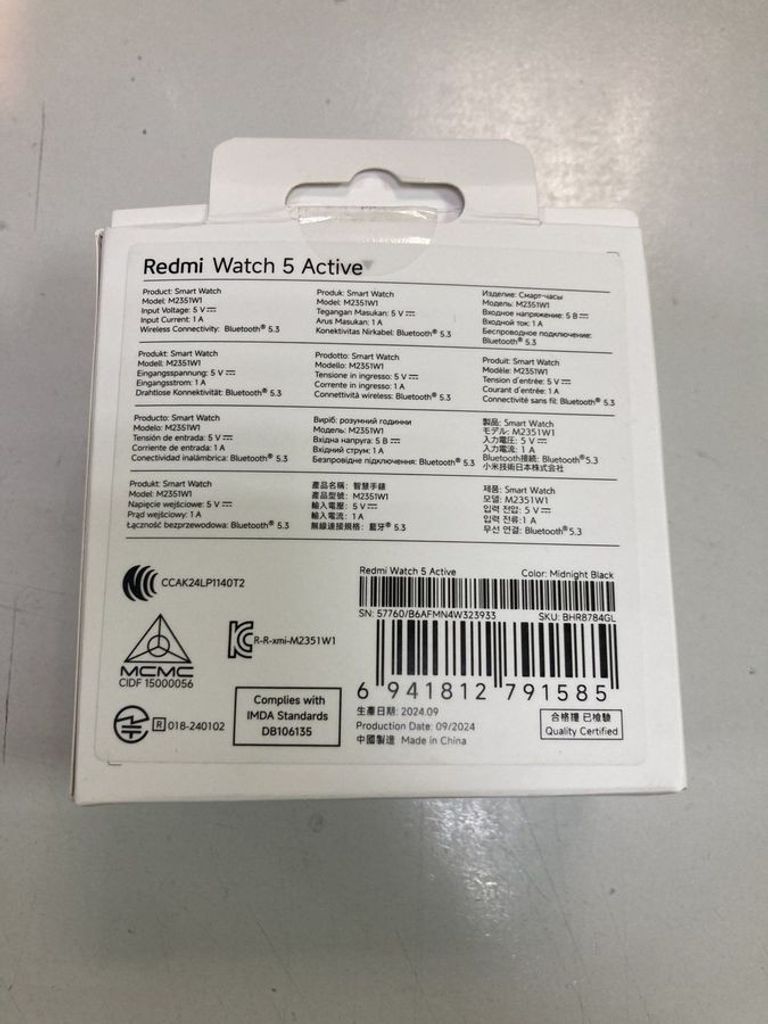 Redmi Watch 5 Active
Product: Smart Watch
Model: M2351W1
Input Voltage: 5 V⎓
Input Current: 1 A
Wireless Connectivity: Bluetooth® 5.3
Produk: Smart Watch
Model: M2351W1
Tegangan Masukan: 5 V⎓
Arus Masukan: 1 A
Konektivitas Nirkabel: Bluetooth® 5.3
Изделие: Смарт-часы
Модель: M2351W1
Входное напряжение: 5 В⎓
Входной ток: 1 А
Беспроводное подключение:
Bluetooth® 5.3
Produkt: Smart Watch
Modell: M2351W1
Eingangsspannung: 5 V⎓
Eingangsstrom: 1 A
Drahtlose Konnektivität: Bluetooth® 5.3
Prodotto: Smart Watch
Modello: M2351W1
Tensione in ingresso: 5 V⎓
Corrente in ingresso: 1 A
Connettività wireless: Bluetooth® 5.3
Produit: Smart Watch
Modèle: M2351W1
Tension d'entrée: 5 V⎓
Courant d'entrée: 1 A
Connectivité sans fil: Bluetooth® 5.3
Producto: Smart Watch
Modelo: M2351W1
Tensión de entrada: 5 V⎓
Corriente de entrada: 1 A
Conectividad inalámbrica: Bluetooth® 5.3
Виріб: розумний годинни
Модель: M2351W1
Вхідна напруга: 5 В⎓
Вхідний струм: 1 А
Безпровідне підключення: Bluetooth® 5.3
製品: Smart Watch
モデル: M2351W1
入力電圧: 5 V⎓
入力電流: 1 A
Bluetooth接続: Bluetooth® 5.3
小米技術日本株式会社
Produkt: Smart Watch
Model: M2351W1
Napięcie wejściowe: 5 V⎓
Prąd wejściowy: 1 A
Łączność bezprzewodowa: Bluetooth® 5.3
產品名稱: 智慧手錶
產品型號: M2351W1
輸入電壓: 5 V⎓
輸入電流: 1 A
無線連接規格: 藍牙® 5.3
제품: Smart Watch
모델: M2351W1
입력 전압: 5 V⎓
입력 전류: 1 A
무선 연결: Bluetooth® 5.3
CCAK24LP1140T2
R-R-xmi-M2351W1
MCMC
CIDF 15000056
R 018-240102
Complies with
IMDA Standards
DB106135
Redmi Watch 5 Active Color: Midnight Black
SN: 57760/B6AFMN4W323933 SKU: BHR8784GL
6 941812 791585
生產日期: 2024.09
Production Date: 09/2024
中國製造 Made in China
合格證 已檢驗
Quality Certified